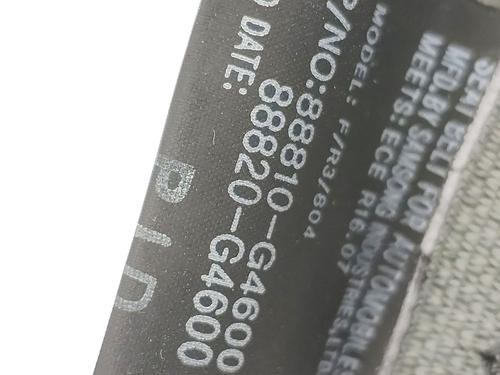 SEAT BELT FOR AUTOMOBILE
MFD.BY SAMSONG INDUSTRIES.LTD
MEETS: ECE R16.07
MODEL: F/R3/804
P/NO:88810-G4600
88820-G4600
DATE: